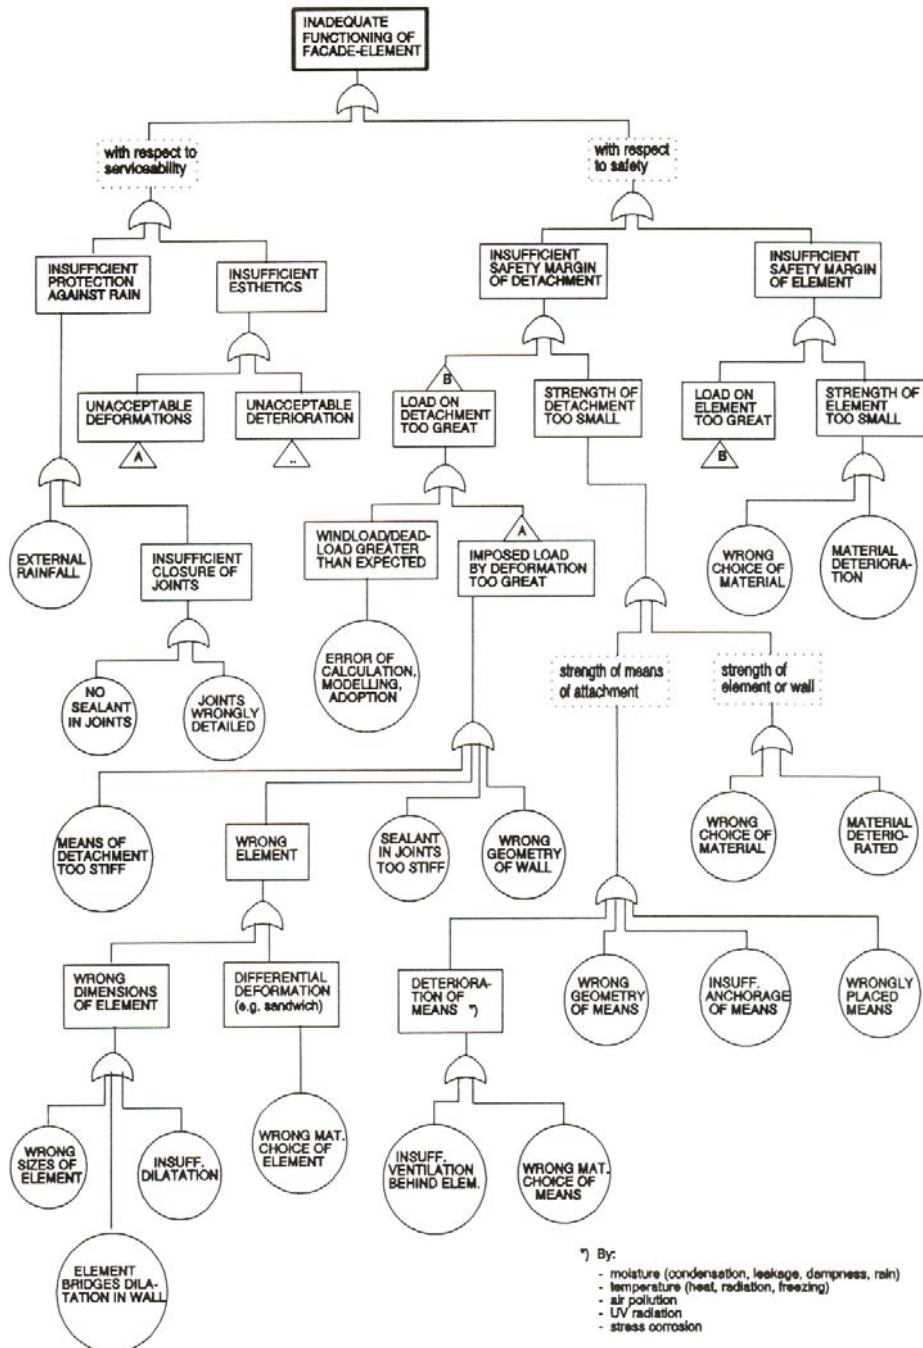 INADEQUATE
FUNCTIONING OF
FACADE-ELEMENT
with respect to
serviceability
with respect
to safety
INSUFFICIENT
PROTECTION
AGAINST RAIN
INSUFFICIENT
ESTHETICS
INSUFFICIENT
SAFETY MARGIN
OF DETACHMENT
INSUFFICIENT
SAFETY MARGIN
OF ELEMENT
UNACCEPTABLE
DEFORMATIONS
A
UNACCEPTABLE
DETERIORATION
..
B
LOAD ON
DETACHMENT
TOO GREAT
STRENGTH OF
DETACHMENT
TOO SMALL
LOAD ON
ELEMENT
TOO GREAT
B
STRENGTH OF
ELEMENT
TOO SMALL
EXTERNAL
RAINFALL
INSUFFICIENT
CLOSURE OF
JOINTS
WINDLOAD/DEAD-
LOAD GREATER
THAN EXPECTED
A
IMPOSED LOAD
BY DEFORMATION
TOO GREAT
WRONG
CHOICE OF
MATERIAL
MATERIAL
DETERIO-
RATION
NO
SEALANT
IN JOINTS
JOINTS
WRONGLY
DETAILED
ERROR OF
CALCULATION,
MODELLING,
ADOPTION
strength of means
of attachment
strength of
element or wall
MEANS OF
DETACHMENT
TOO STIFF
WRONG
ELEMENT
SEALANT
IN JOINTS
TOO STIFF
WRONG
GEOMETRY
OF WALL
WRONG
CHOICE OF
MATERIAL
MATERIAL
DETERIO-
RATED
WRONG
DIMENSIONS
OF ELEMENT
DIFFERENTIAL
DEFORMATION
(e.g. sandwich)
DETERIORA-
TION OF
MEANS *)
WRONG
GEOMETRY
OF MEANS
INSUFF.
ANCHORAGE
OF MEANS
WRONGLY
PLACED
MEANS
WRONG
SIZES OF
ELEMENT
INSUFF.
DILATATION
WRONG MAT.
CHOICE OF
ELEMENT
INSUFF.
VENTILATION
BEHIND ELEM.
WRONG MAT.
CHOICE OF
MEANS
ELEMENT
BRIDGES DILA-
TATION IN WALL
*) By:
- moisture (condensation, leakage, dampness, rain)
- temperature (heat, radiation, freezing)
- air pollution
- UV radiation
- stress corrosion